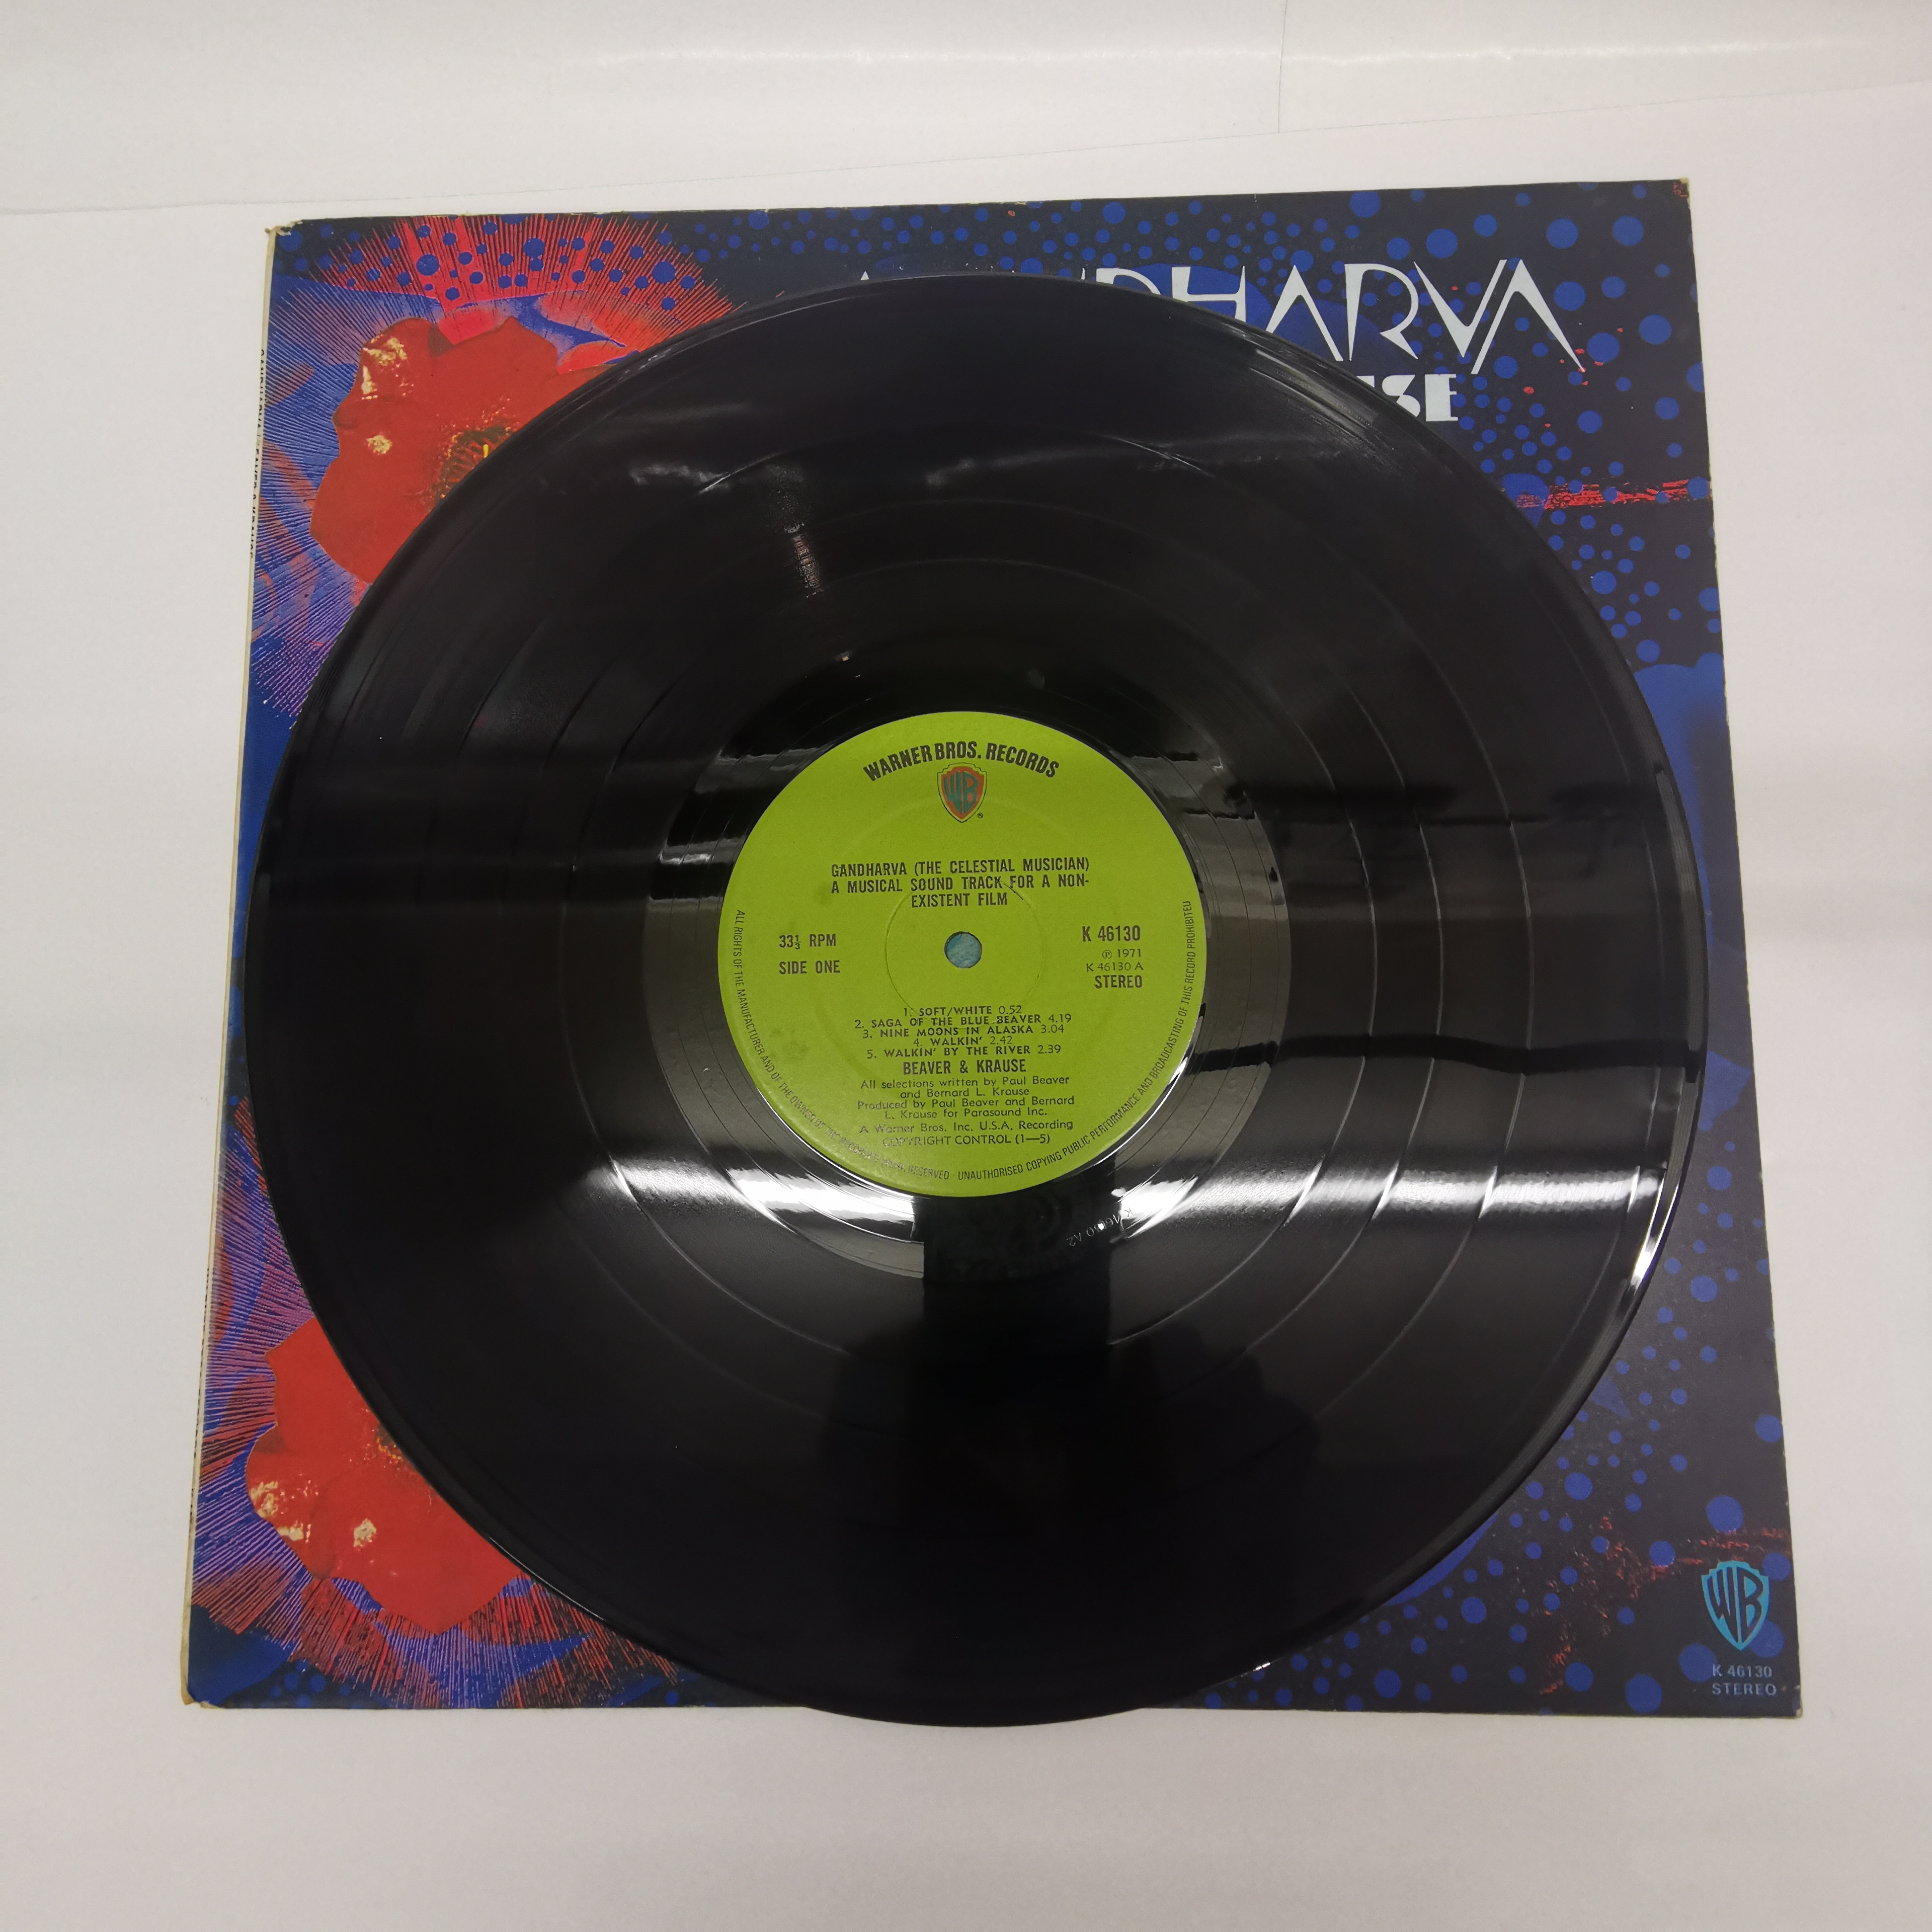 DHARVA
SE
WARNER BROS. RECORDS
WB
GANDHARVA (THE CELESTIAL MUSICIAN)
A MUSICAL SOUND TRACK FOR A NON-
EXISTENT FILM
33⅓ RPM
SIDE ONE
K 46130
℗ 1971
K 46130 A
STEREO
1. SOFT/WHITE 0.52
2. SAGA OF THE BLUE BEAVER 4.19
3. NINE MOONS IN ALASKA 3.04
4. WALKIN' 2.42
5. WALKIN' BY THE RIVER 2.39
BEAVER & KRAUSE
All selections written by Paul Beaver
and Bernard L. Krause
Produced by Paul Beaver and Bernard
L. Krause for Parasound Inc.
A Warner Bros. Inc. U.S.A. Recording
COPYRIGHT CONTROL (1—5)
ALL RIGHTS OF THE MANUFACTURER AND OF THE OWNER RESERVED · UNAUTHORISED COPYING PUBLIC PERFORMANCE AND BROADCASTING OF THIS RECORD PROHIBITED
WB
K 46130
STEREO